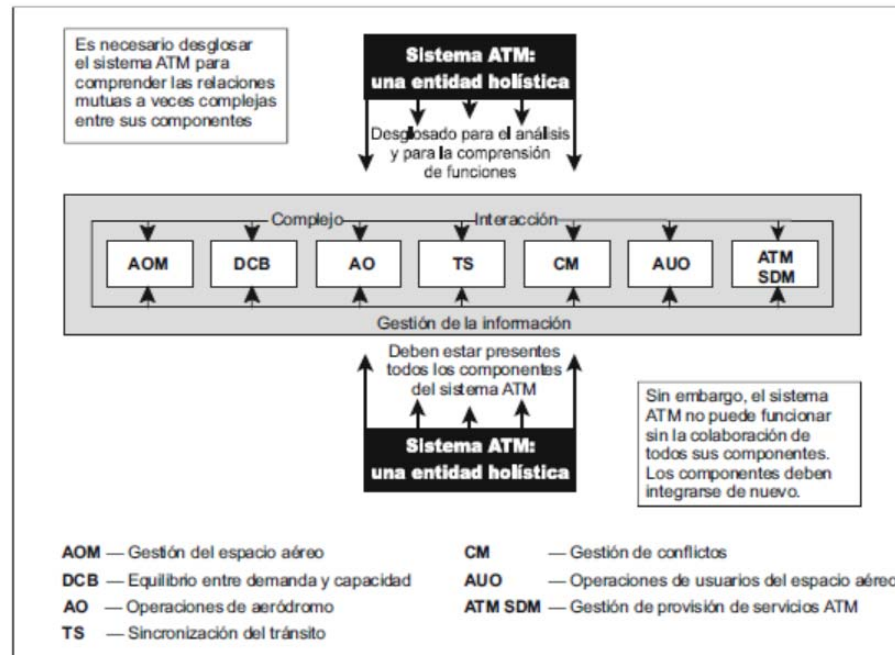 Es necesario desglosar
el sistema ATM para
comprender las relaciones
mutuas a veces complejas
entre sus componentes
Sistema ATM:
una entidad holística
Desglosado para el análisis
y para la comprensión
de funciones
Complejo
Interacción
AOM
DCB
AO
TS
CM
AUO
ATM
SDM
Gestión de la información
Deben estar presentes
todos los componentes
del sistema ATM
Sistema ATM:
una entidad holística
Sin embargo, el sistema
ATM no puede funcionar
sin la colaboración de
todos sus componentes.
Los componentes deben
integrarse de nuevo.
AOM — Gestión del espacio aéreo
DCB — Equilibrio entre demanda y capacidad
AO — Operaciones de aeródromo
TS — Sincronización del tránsito
CM — Gestión de conflictos
AUO — Operaciones de usuarios del espacio aéreo
ATM SDM — Gestión de provisión de servicios ATM